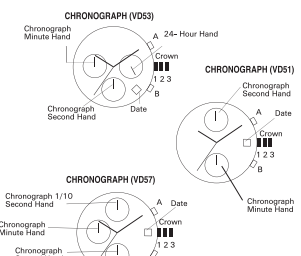 CHRONOGRAPH (VD53)
Chronograph
Minute Hand
24- Hour Hand
A
Crown
1 2 3
B
Chronograph
Second Hand
Date
CHRONOGRAPH (VD51)
Chronograph
Second Hand
A
Date
Crown
1 2 3
B
Chronograph
Minute Hand
CHRONOGRAPH (VD57)
Chronograph 1/10
Second Hand
A
Date
Crown
1 2 3
Chronograph
Minute Hand
Chronograph